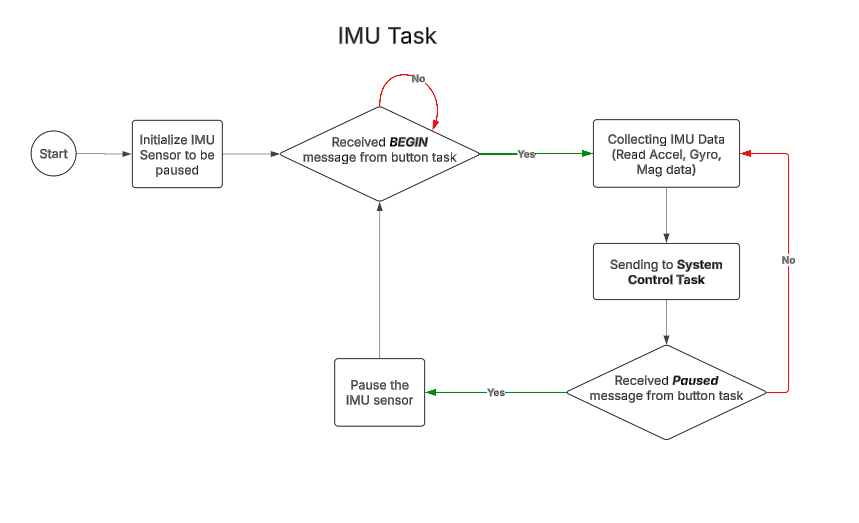 IMU Task
No
Start
Initialize IMU
Sensor to be
paused
Received BEGIN
message from button task
Yes
Collecting IMU Data
(Read Accel, Gyro,
Mag data)
Sending to System
Control Task
No
Received Paused
message from button task
Yes
Pause the
IMU sensor